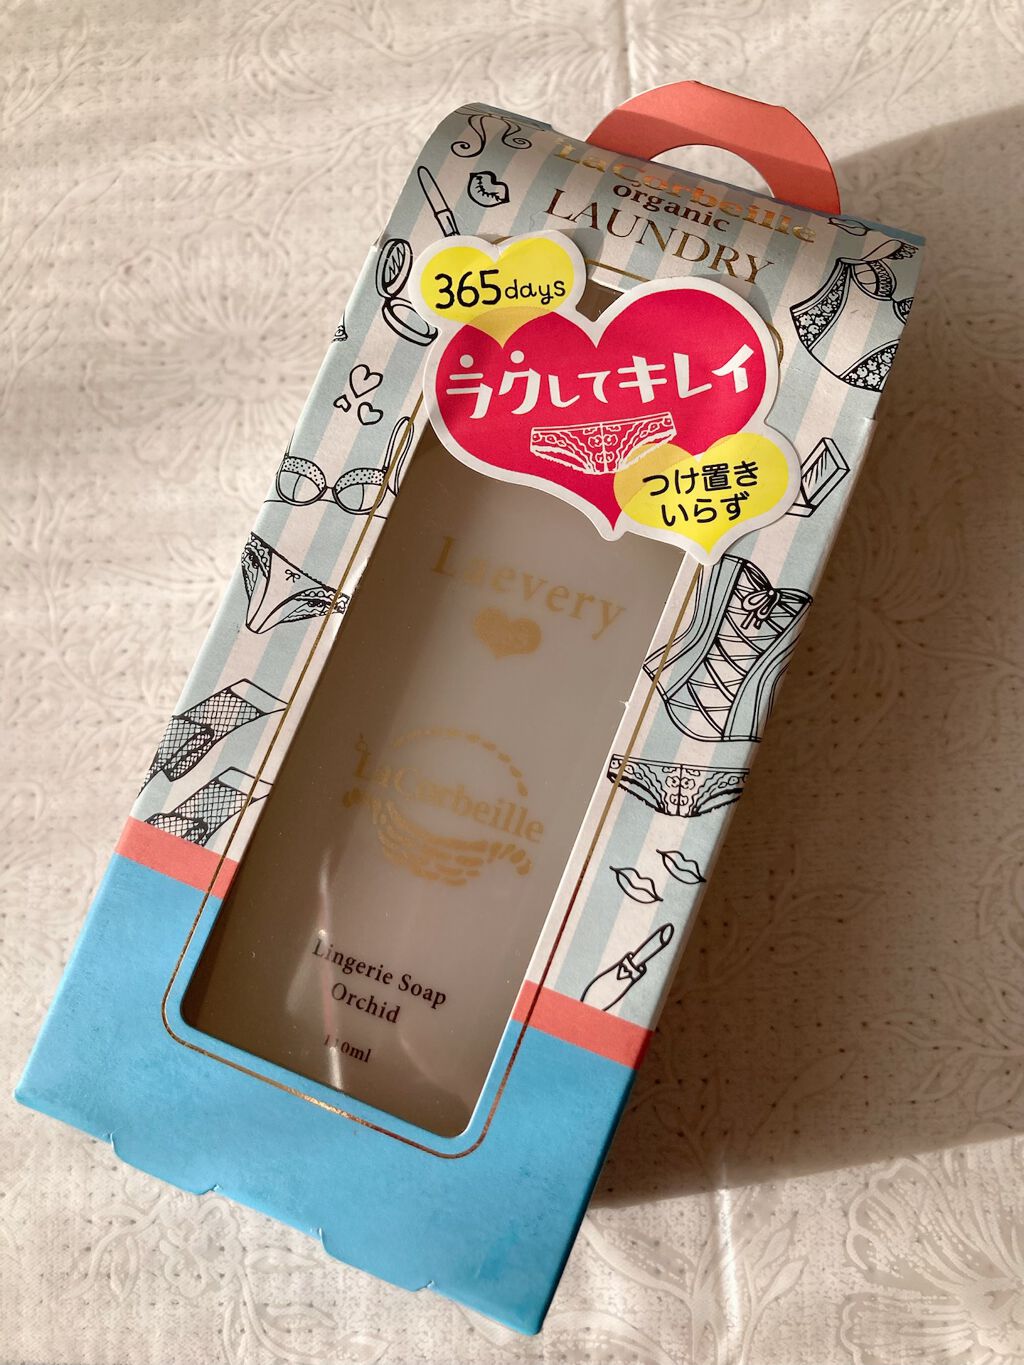 LaCorbeille
organic
LAUNDRY
365days
ラクしてキレイ
つけ置き
いらず
Laevery
LaCorbeille
Lingerie Soap
Orchid
110ml